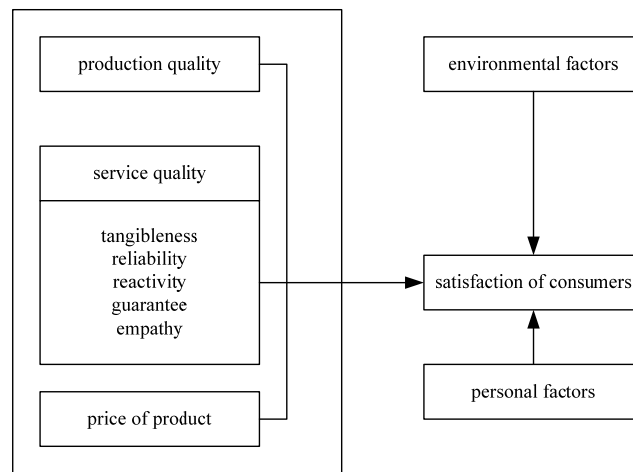 production quality
service quality
tangibleness
reliability
reactivity
guarantee
empathy
price of product
environmental factors
satisfaction of consumers
personal factors